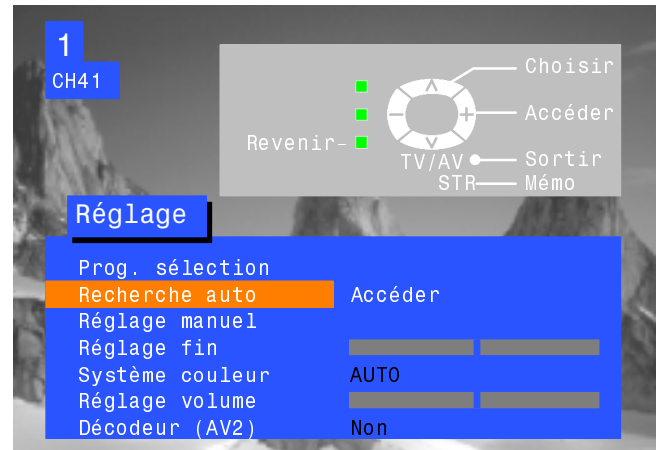 1
CH41
Choisir
Accéder
Revenir
TV/AV Sortir
STR Mémo
Réglage
Prog. sélection
Recherche auto Accéder
Réglage manuel
Réglage fin
Système couleur AUTO
Réglage volume
Décodeur (AV2) Non